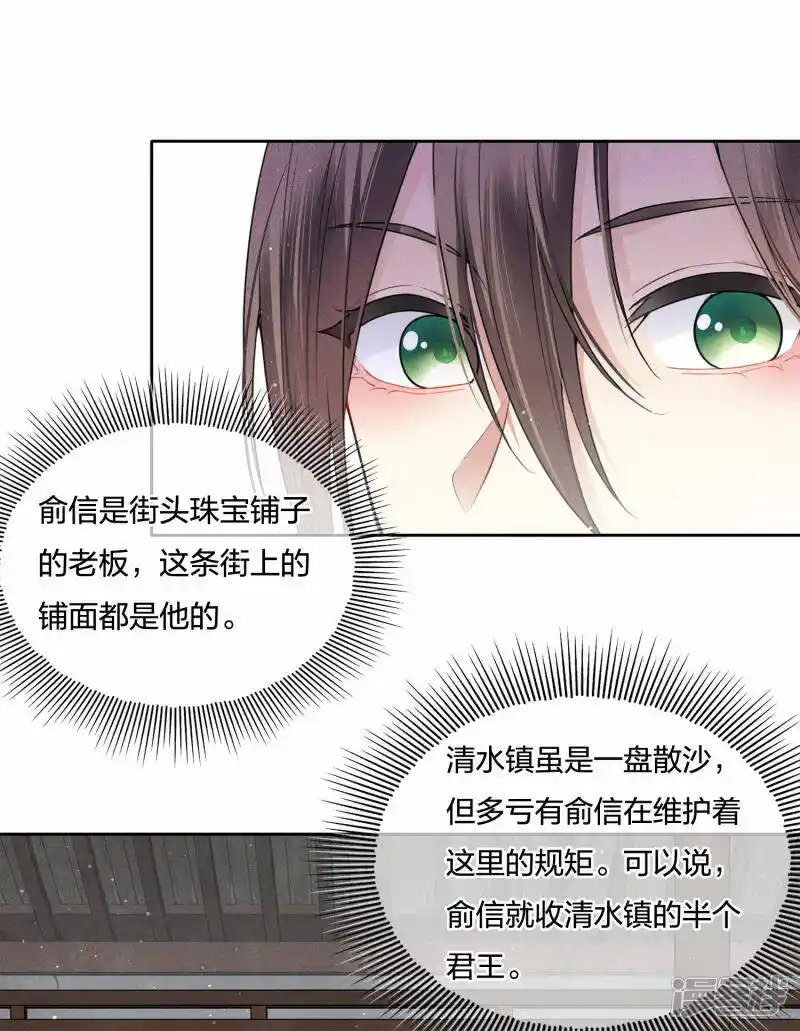 俞信是街头珠宝铺子
的老板，这条街上的
铺面都是他的。
清水镇虽是一盘散沙，
但多亏有俞信在维护着
这里的规矩。可以说，
俞信就收清水镇的半个
君王。